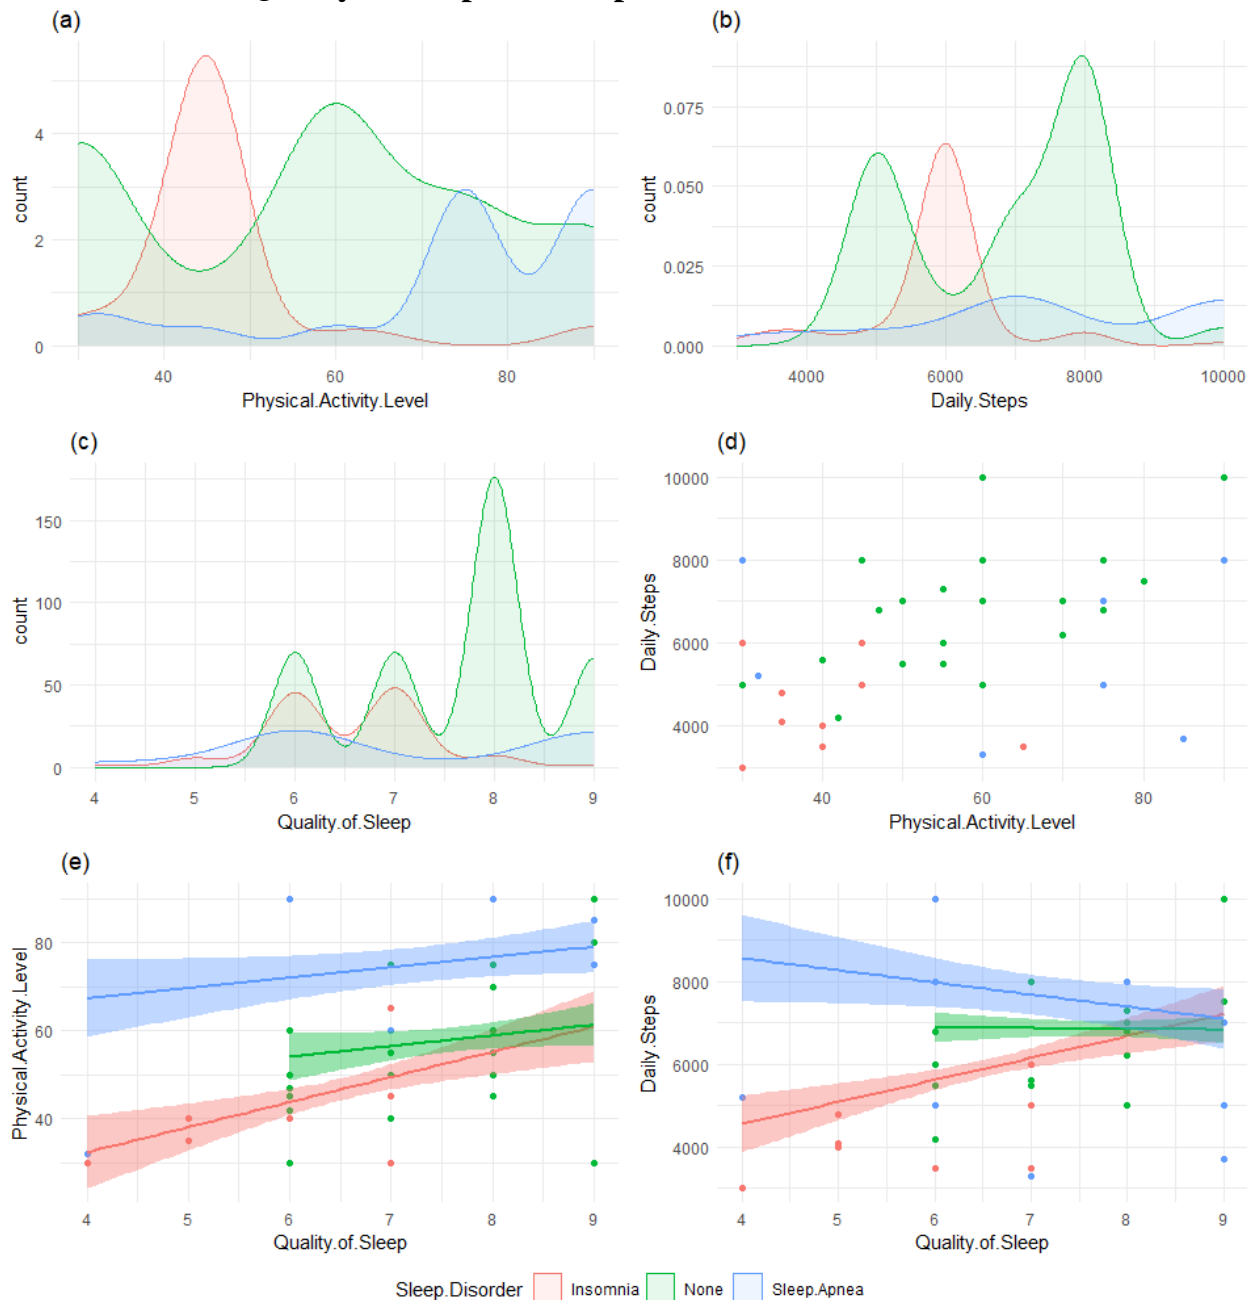 (a)
4
2
0
count
40 60 80
Physical.Activity.Level
(b)
0.075
0.050
0.025
0.000
count
4000 6000 8000 10000
Daily.Steps
(c)
150
100
50
0
count
4 5 6 7 8 9
Quality.of.Sleep
(d)
10000
8000
6000
4000
Daily.Steps
40 60 80
Physical.Activity.Level
(e)
80
60
40
Physical.Activity.Level
4 5 6 7 8 9
Quality.of.Sleep
(f)
10000
8000
6000
4000
Daily.Steps
4 5 6 7 8 9
Quality.of.Sleep
Sleep.Disorder Insomnia None Sleep.Apnea